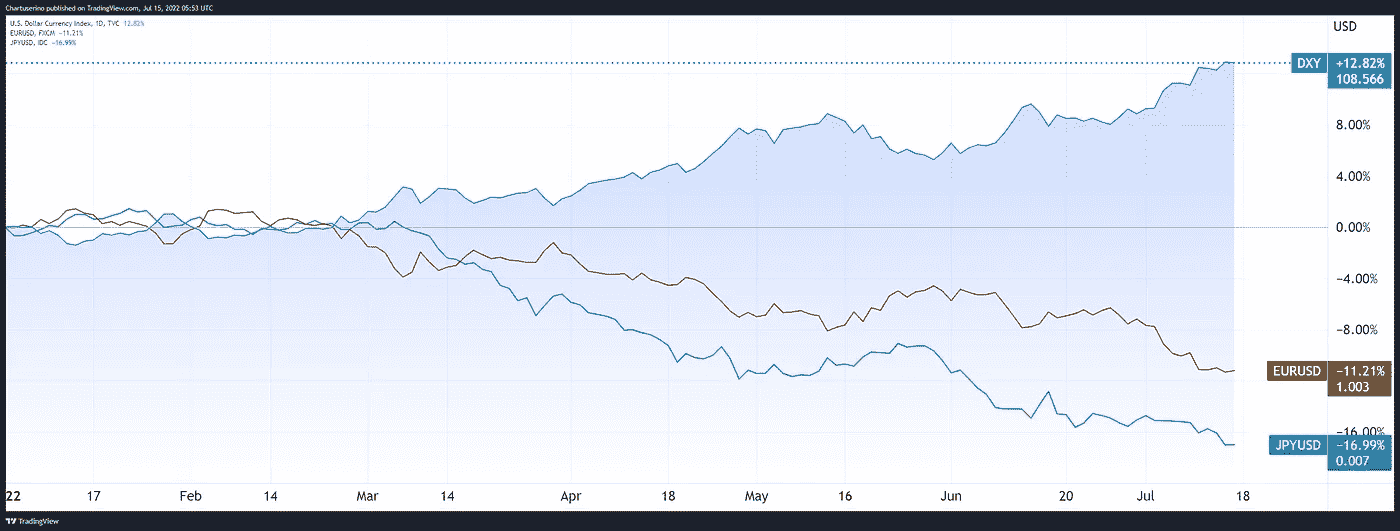 Chartuserino published on TradingView.com, Jul 15, 2022 05:53 UTC
U.S. Dollar Currency Index, 1D, TVC 12.82%
EURUSD, FXCM −11.21%
JPYUSD, IDC −16.99%
USD
DXY +12.82%
108.566
8.00%
4.00%
0.00%
−4.00%
−8.00%
EURUSD −11.21%
1.003
−16.00%
JPYUSD −16.99%
0.007
22 17 Feb 14 Mar 14 Apr 18 May 16 Jun 20 Jul 18
TradingView